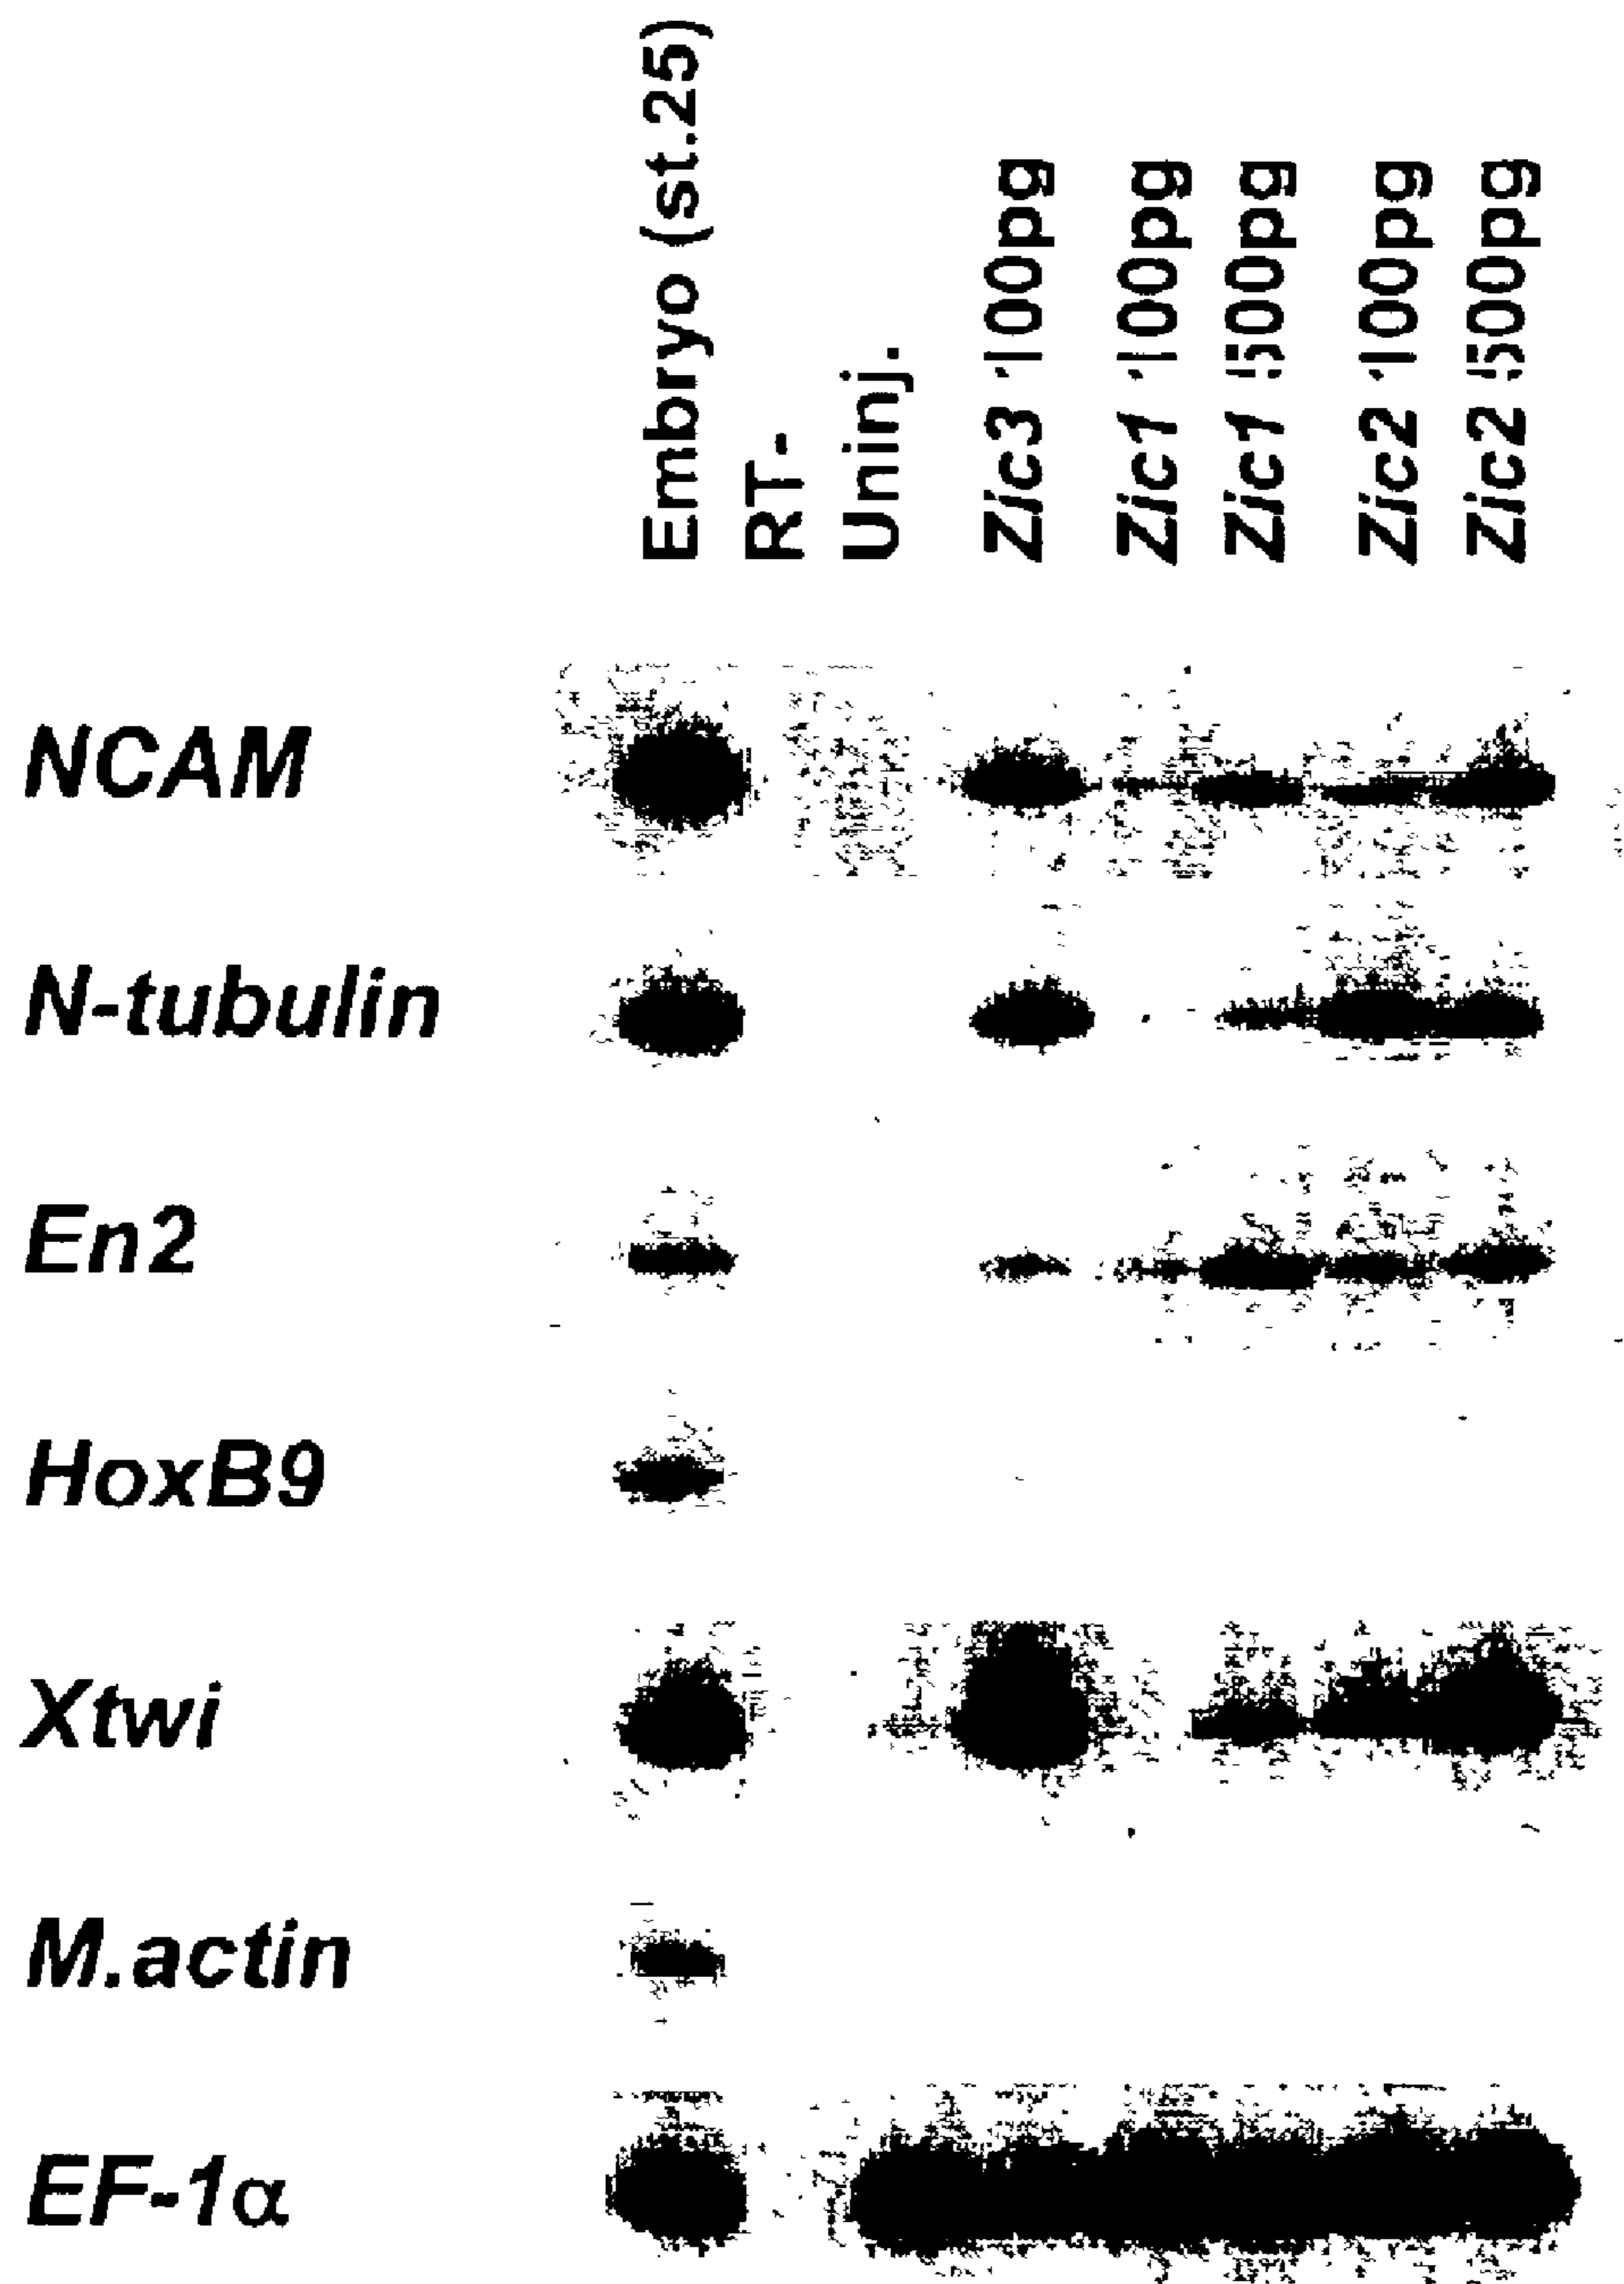 Embryo (st.25)
RT-
Uninj.
Zic3 100pg
Zic1 100pg
Zic1 500pg
Zic2 100pg
Zic2 500pg
NCAM
N-tubulin
En2
HoxB9
Xtwi
M.actin
EF-1α